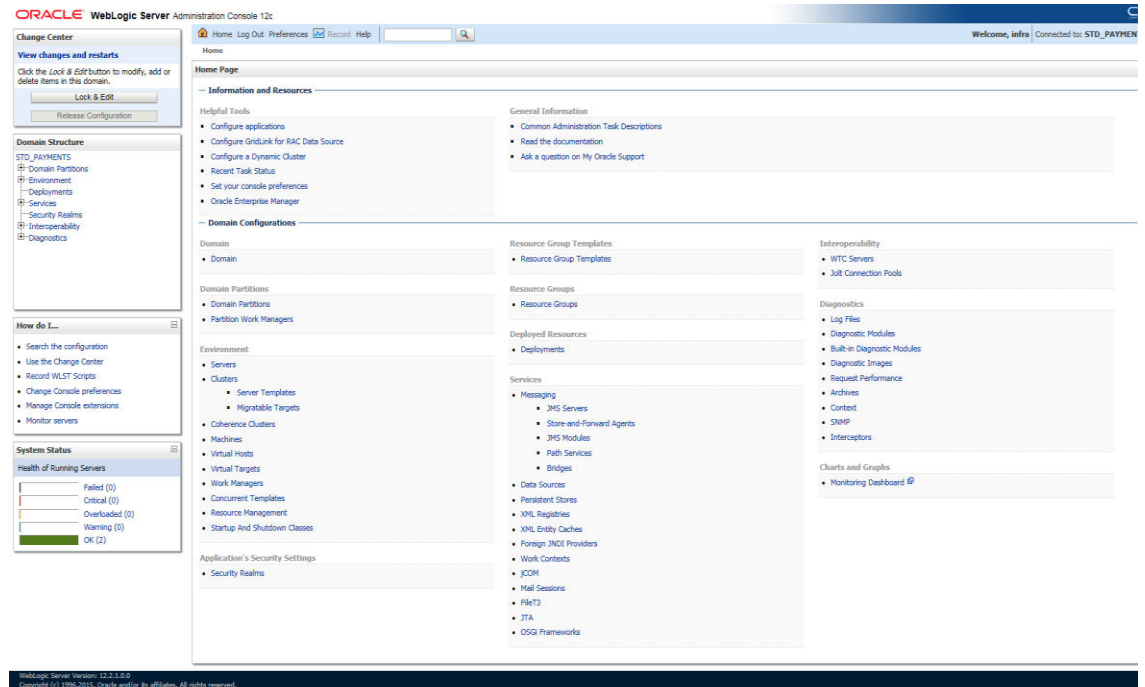 ORACLE WebLogic Server Administration Console 12c
Change Center
View changes and restarts
Click the Lock & Edit button to modify, add or
delete items in this domain.
Lock & Edit
Release Configuration
Domain Structure
STD_PAYMENTS
Domain Partitions
Environment
Deployments
Services
Security Realms
Interoperability
Diagnostics
How do I...
Search the configuration
Use the Change Center
Record WLST Scripts
Change Console preferences
Manage Console extensions
Monitor servers
System Status
Health of Running Servers
Failed (0)
Critical (0)
Overloaded (0)
Warning (0)
OK (2)
Home Log Out Preferences Record Help
Welcome, infra Connected to: STD_PAYMEN
Home
Home Page
Information and Resources
Helpful Tools
Configure applications
Configure GridLink for RAC Data Source
Configure a Dynamic Cluster
Recent Task Status
Set your console preferences
Oracle Enterprise Manager
General Information
Common Administration Task Descriptions
Read the documentation
Ask a question on My Oracle Support
Domain Configurations
Domain
Domain
Domain Partitions
Domain Partitions
Partition Work Managers
Environment
Servers
Clusters
Server Templates
Migratable Targets
Coherence Clusters
Machines
Virtual Hosts
Virtual Targets
Work Managers
Concurrent Templates
Resource Management
Startup And Shutdown Classes
Application's Security Settings
Security Realms
Resource Group Templates
Resource Group Templates
Resource Groups
Resource Groups
Deployed Resources
Deployments
Services
Messaging
JMS Servers
Store-and-Forward Agents
JMS Modules
Path Services
Bridges
Data Sources
Persistent Stores
XML Registries
XML Entity Caches
Foreign JNDI Providers
Work Contexts
jCOM
Mail Sessions
FileT3
JTA
OSGi Frameworks
Interoperability
WTC Servers
Jolt Connection Pools
Diagnostics
Log Files
Diagnostic Modules
Built-in Diagnostic Modules
Diagnostic Images
Request Performance
Archives
Context
SNMP
Interceptors
Charts and Graphs
Monitoring Dashboard
WebLogic Server Version: 12.2.1.0.0
Copyright (c) 1996,2015, Oracle and/or its affiliates. All rights reserved.